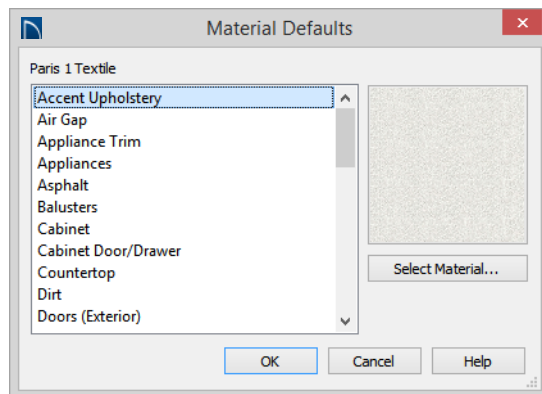 Material Defaults
Paris 1 Textile
Accent Upholstery
Air Gap
Appliance Trim
Appliances
Asphalt
Balusters
Cabinet
Cabinet Door/Drawer
Countertop
Dirt
Doors (Exterior)
Select Material...
OK Cancel Help